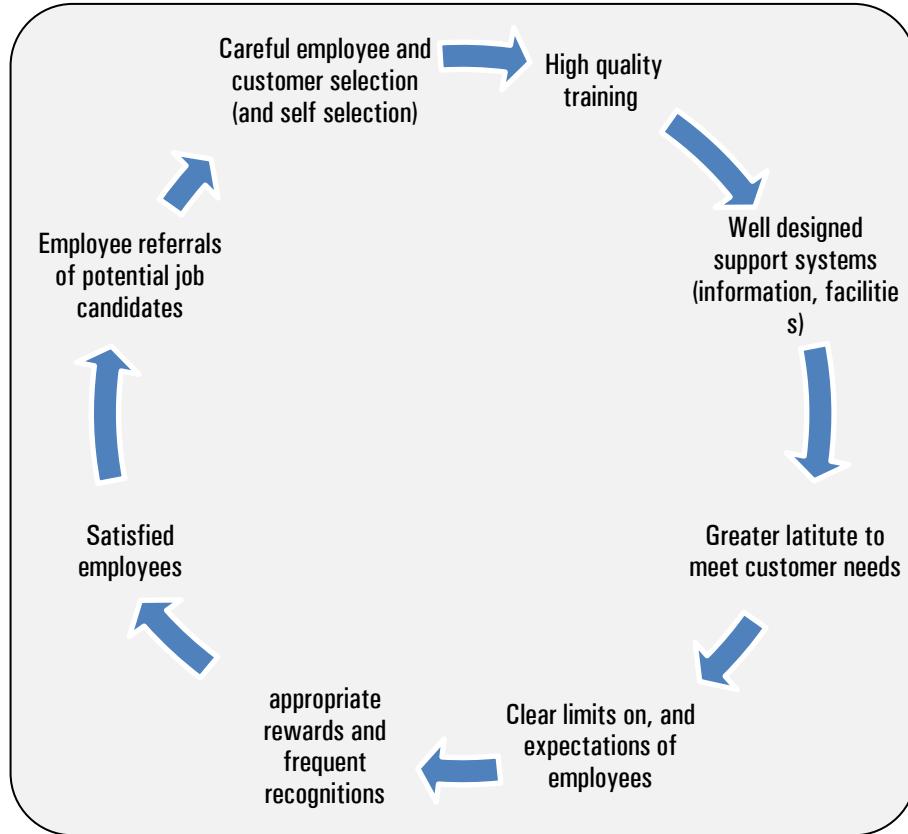 Careful employee and
customer selection
(and self selection)
High quality
training
Well designed
support systems
(information, facilitie
s)
Greater latitute to
meet customer needs
Clear limits on, and
expectations of
employees
appropriate
rewards and
frequent
recognitions
Satisfied
employees
Employee referrals
of potential job
candidates